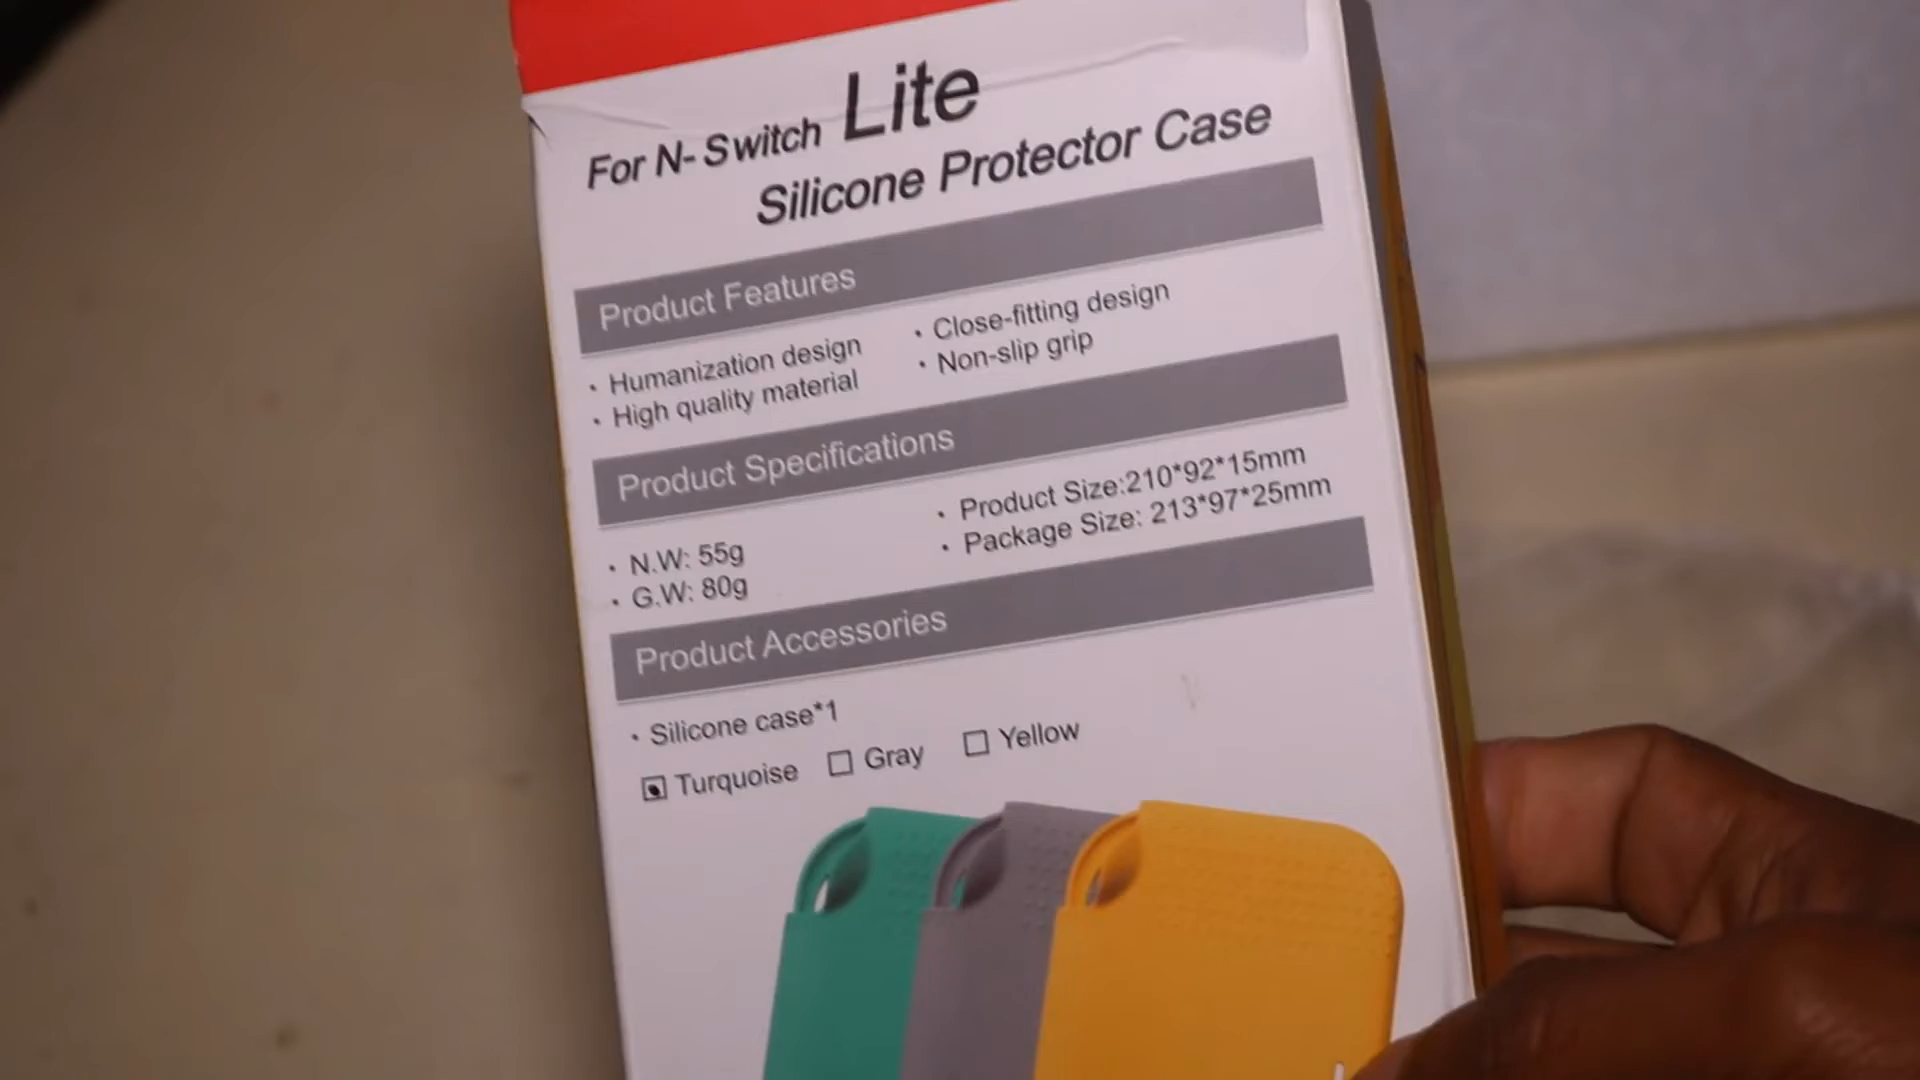 For N-Switch Lite
Silicone Protector Case
Product Features
• Humanization design
• High quality material
• Close-fitting design
• Non-slip grip
Product Specifications
• N.W: 55g
• G.W: 80g
• Product Size:210*92*15mm
• Package Size: 213*97*25mm
Product Accessories
• Silicone case*1
Turquoise Gray Yellow